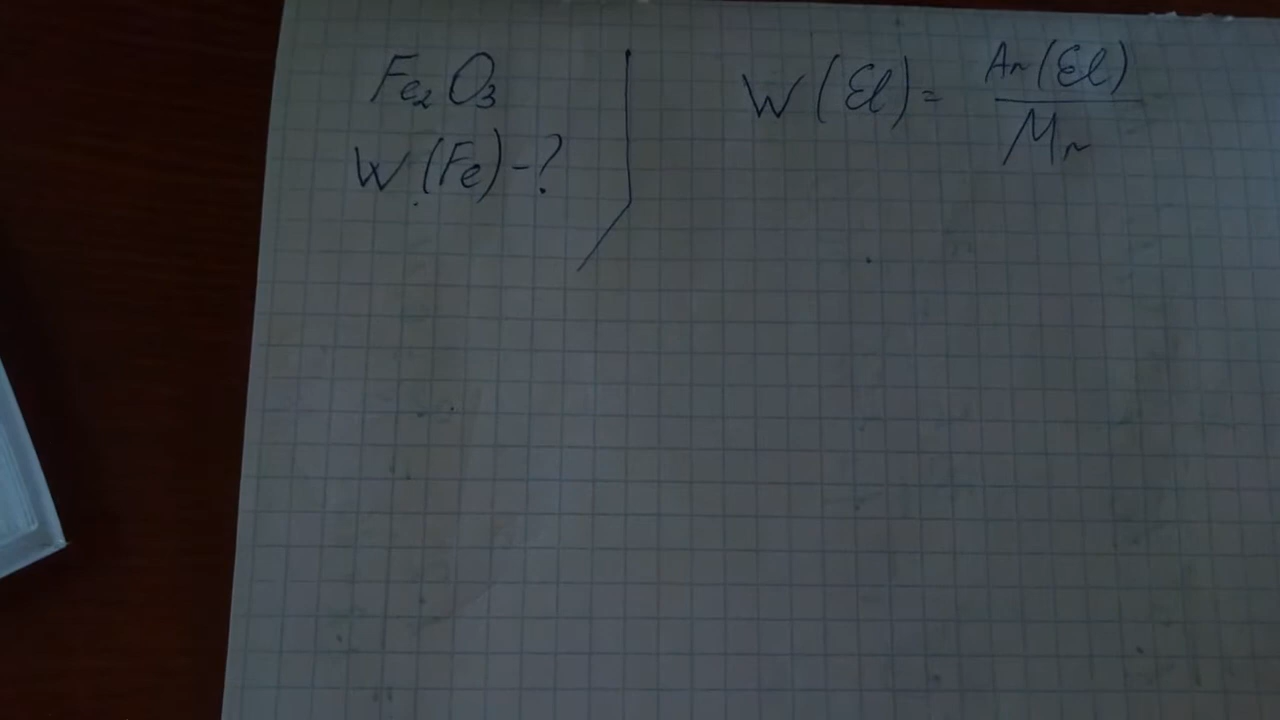 Fe₂O₃
W(Fe)-?
W(El)= Ar(El)
Mr